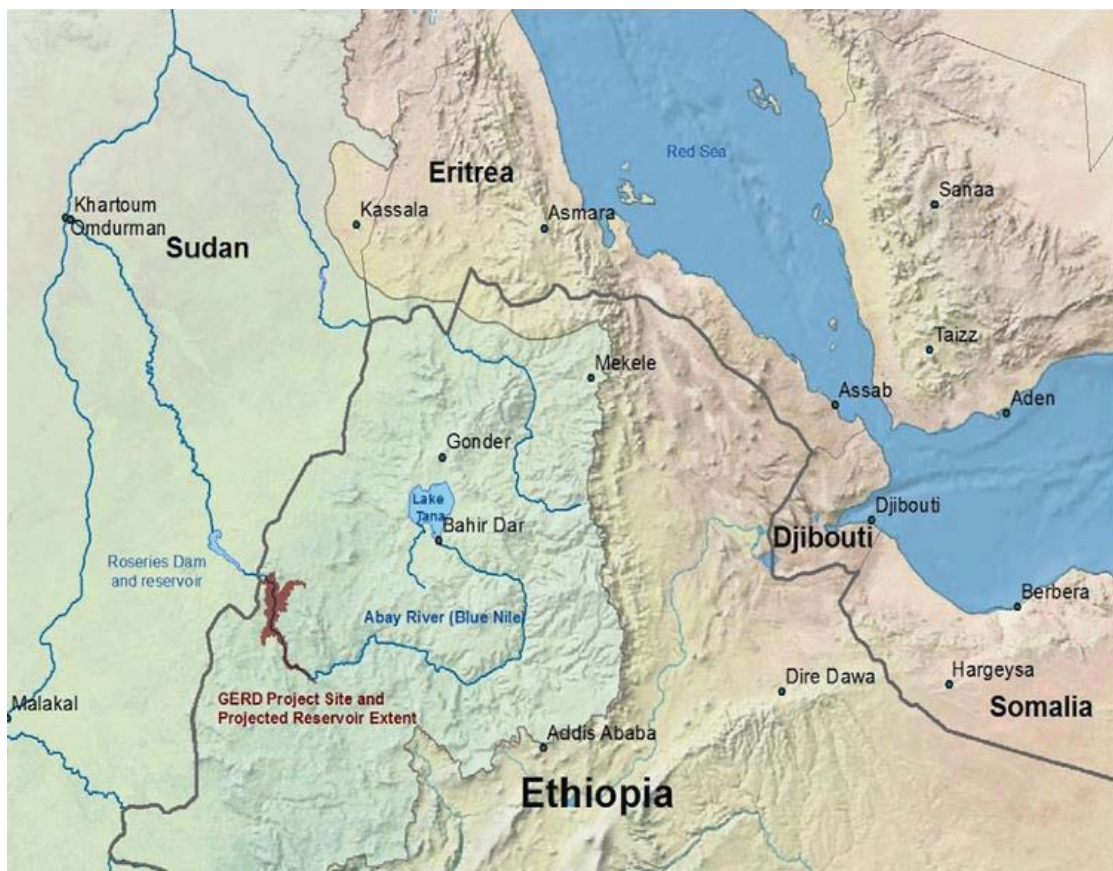 Red Sea
Eritrea
Sanaa
Khartoum
Omdurman
Kassala
Asmara
Sudan
Taizz
Mekele
Assab
Aden
Gonder
Lake
Tana
Bahir Dar
Djibouti
Djibouti
Roseries Dam
and reservoir
Berbera
Abay River (Blue Nile)
Hargeysa
Dire Dawa
GERD Project Site and
Projected Reservoir Extent
Malakal
Somalia
Addis Ababa
Ethiopia